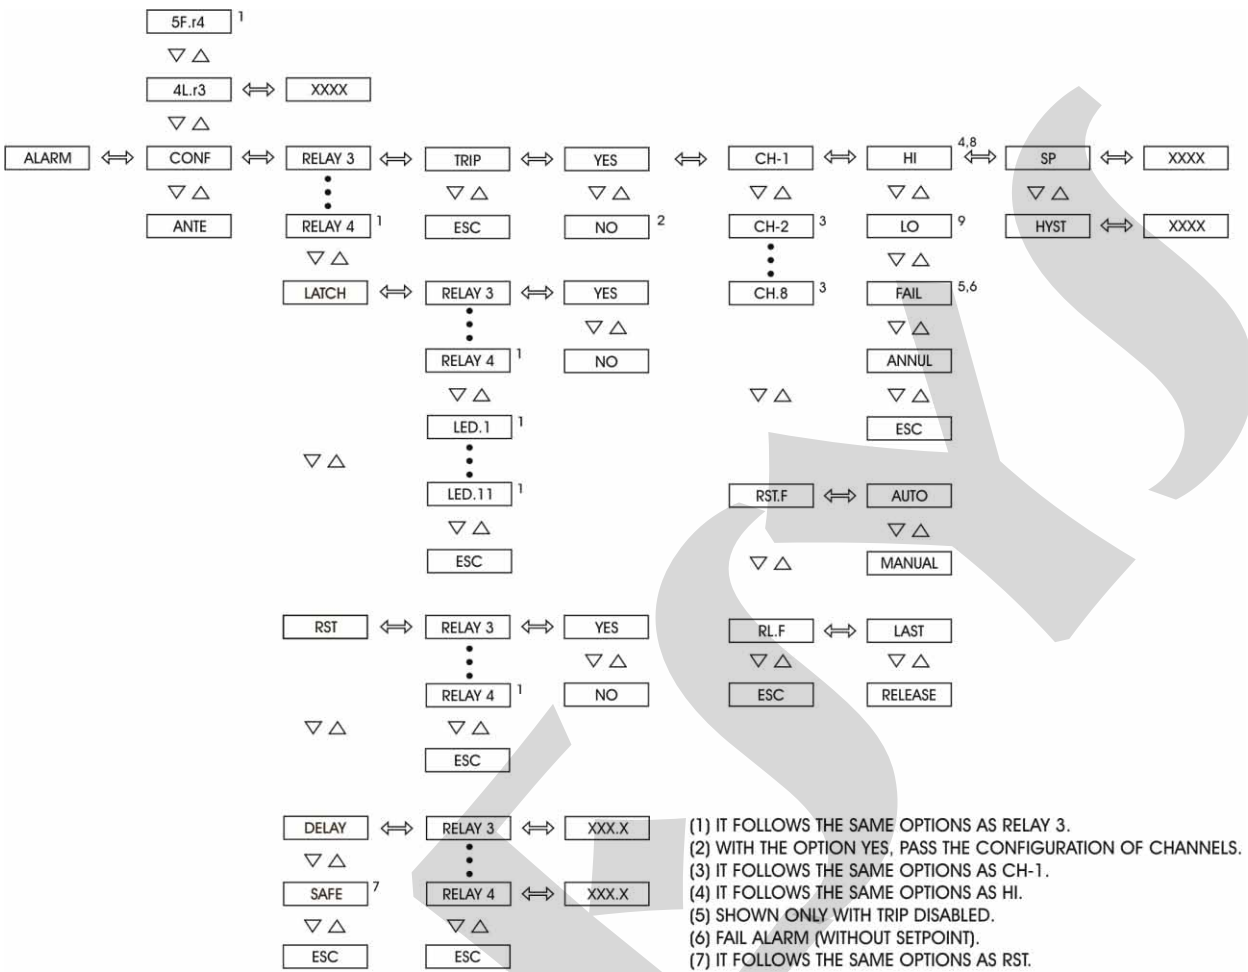 5F.r4 1
4L.r3 XXXX
ALARM CONF RELAY 3 TRIP YES CH-1 HI 4,8 SP XXXX
ANTE RELAY 4 1 ESC NO 2 CH-2 3 LO 9 HYST XXXX
LATCH RELAY 3 YES CH.8 3 FAIL 5,6
RELAY 4 1 NO ANNUL
LED.1 1 ESC
LED.11 1 RST.F AUTO
ESC MANUAL
RST RELAY 3 YES RL.F LAST
RELAY 4 1 NO ESC RELEASE
ESC
DELAY RELAY 3 XXX.X
SAFE 7 RELAY 4 XXX.X
ESC ESC
(1) IT FOLLOWS THE SAME OPTIONS AS RELAY 3.
(2) WITH THE OPTION YES, PASS THE CONFIGURATION OF CHANNELS.
(3) IT FOLLOWS THE SAME OPTIONS AS CH-1.
(4) IT FOLLOWS THE SAME OPTIONS AS HI.
(5) SHOWN ONLY WITH TRIP DISABLED.
(6) FAIL ALARM (WITHOUT SETPOINT).
(7) IT FOLLOWS THE SAME OPTIONS AS RST.